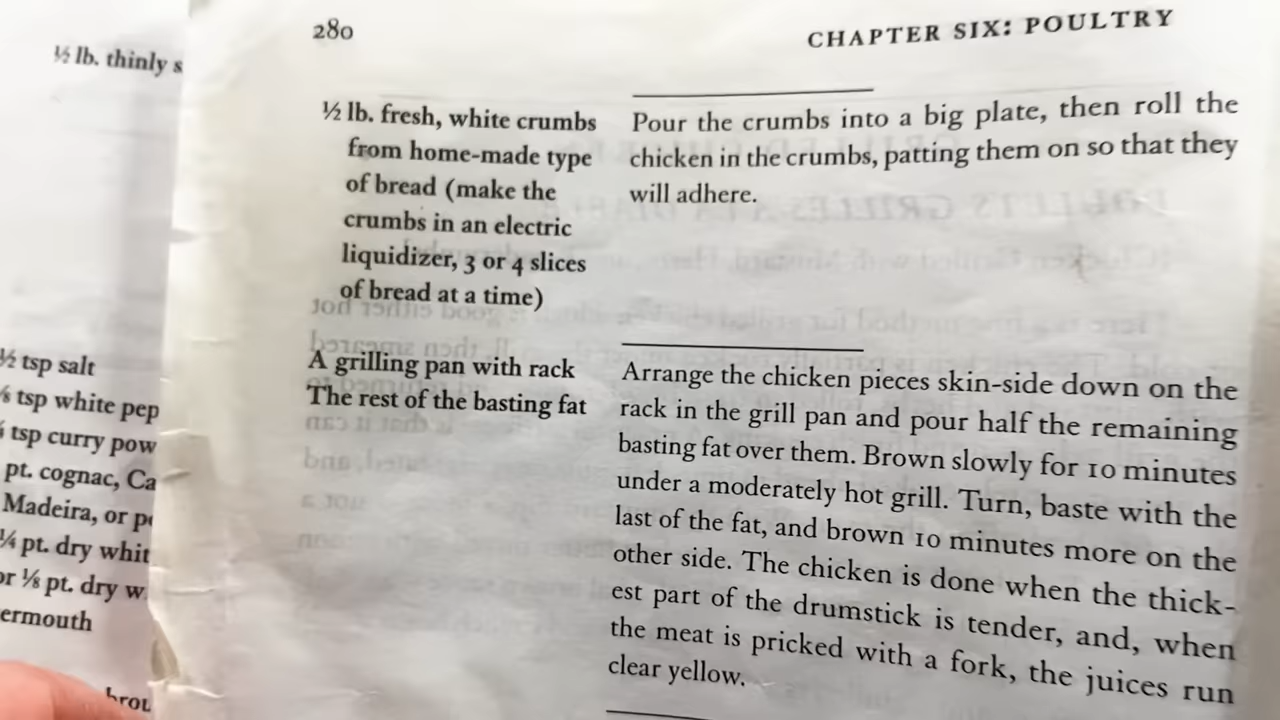 ½ lb. thinly
½ tsp salt
tsp white
tsp curry
pt. cognac,
Madeira, or
¼ pt. dry
or ⅛ pt. dry
280
CHAPTER SIX: POULTRY
½ lb. fresh, white crumbs
from home-made type
of bread (make the
crumbs in an electric
liquidizer, 3 or 4 slices
of bread at a time)
Pour the crumbs into a big plate, then roll the
chicken in the crumbs, patting them on so that they
will adhere.
A grilling pan with rack
The rest of the basting fat
Arrange the chicken pieces skin-side down on the
rack in the grill pan and pour half the remaining
basting fat over them. Brown slowly for 10 minutes
under a moderately hot grill. Turn, baste with the
last of the fat, and brown 10 minutes more on the
other side. The chicken is done when the thick-
est part of the drumstick is tender, and, when
the meat is pricked with a fork, the juices run
clear yellow.